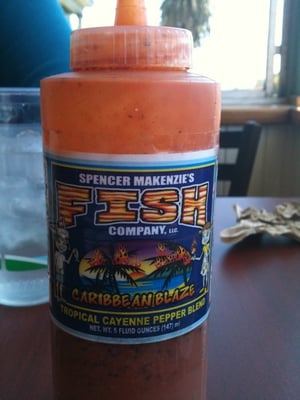 SPENCER MAKENZIE'S
FISH
COMPANY, LLC.
CARIBBEAN BLAZE
TROPICAL CAYENNE PEPPER BLEND
NET. WT. 5 FLUID OUNCES (147) ml